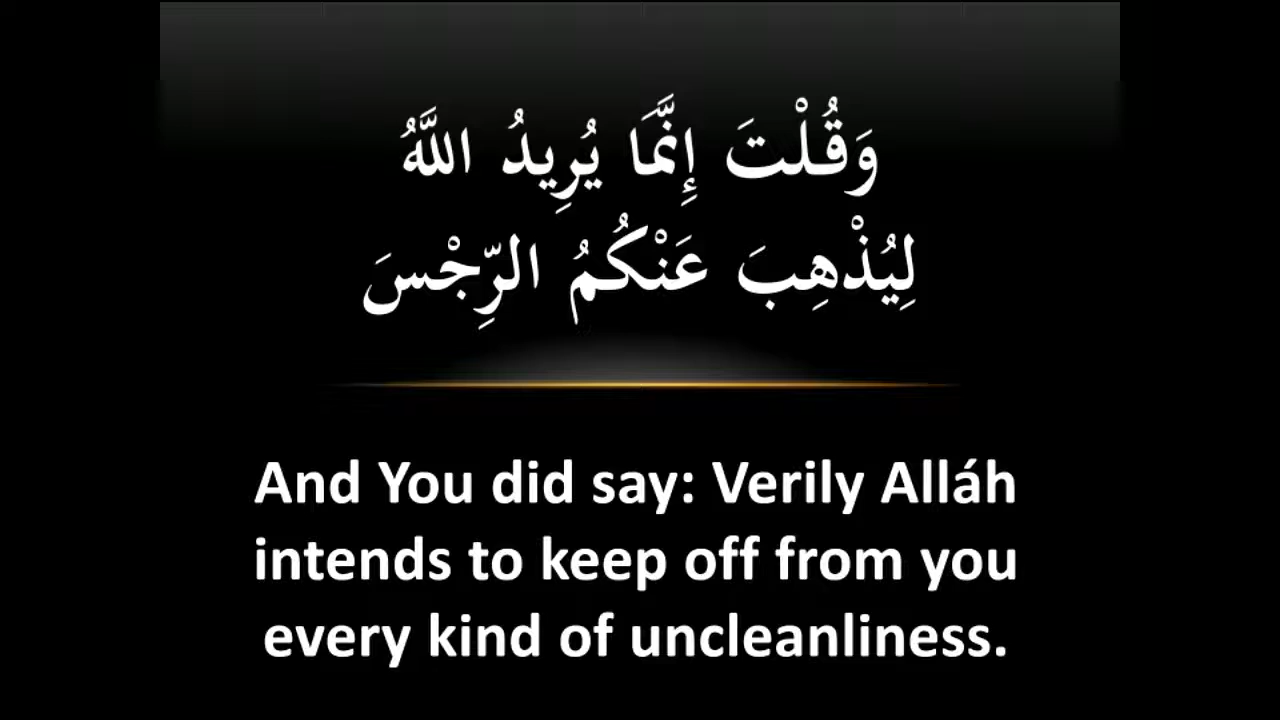 وَقُلْتَ إِنَّمَا يُرِيدُ اللَّهُ
لِيُذْهِبَ عَنْكُمُ الرِّجْسَ
And You did say: Verily Alláh
intends to keep off from you
every kind of uncleanliness.